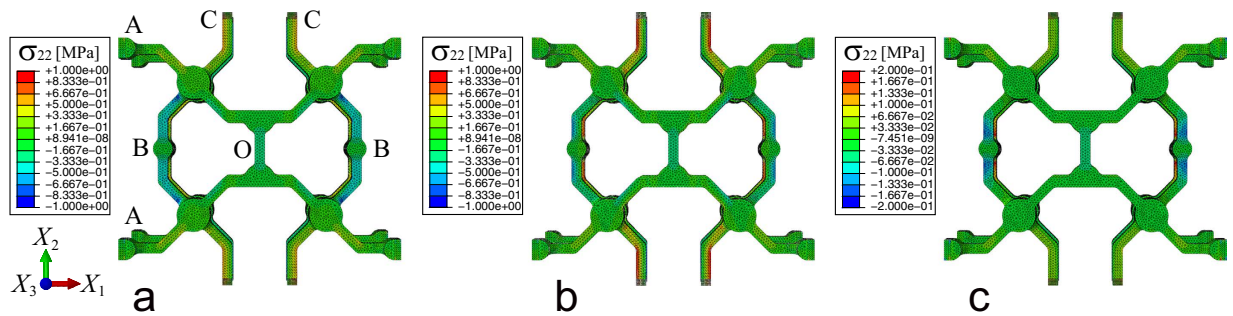 A
C
C
σ22 [MPa]
+1.000e+00
+8.333e-01
+6.667e-01
+5.000e-01
+3.333e-01
+1.667e-01
+8.941e-08
-1.667e-01
-3.333e-01
-5.000e-01
-6.667e-01
-8.333e-01
-1.000e+00
B
O
B
A
X2
X3
X1
a
σ22 [MPa]
+1.000e+00
+8.333e-01
+6.667e-01
+5.000e-01
+3.333e-01
+1.667e-01
+8.941e-08
-1.667e-01
-3.333e-01
-5.000e-01
-6.667e-01
-8.333e-01
-1.000e+00
b
σ22 [MPa]
+2.000e-01
+1.667e-01
+1.333e-01
+1.000e-01
+6.667e-02
+3.333e-02
-7.451e-09
-3.333e-02
-6.667e-02
-1.000e-01
-1.333e-01
-1.667e-01
-2.000e-01
c